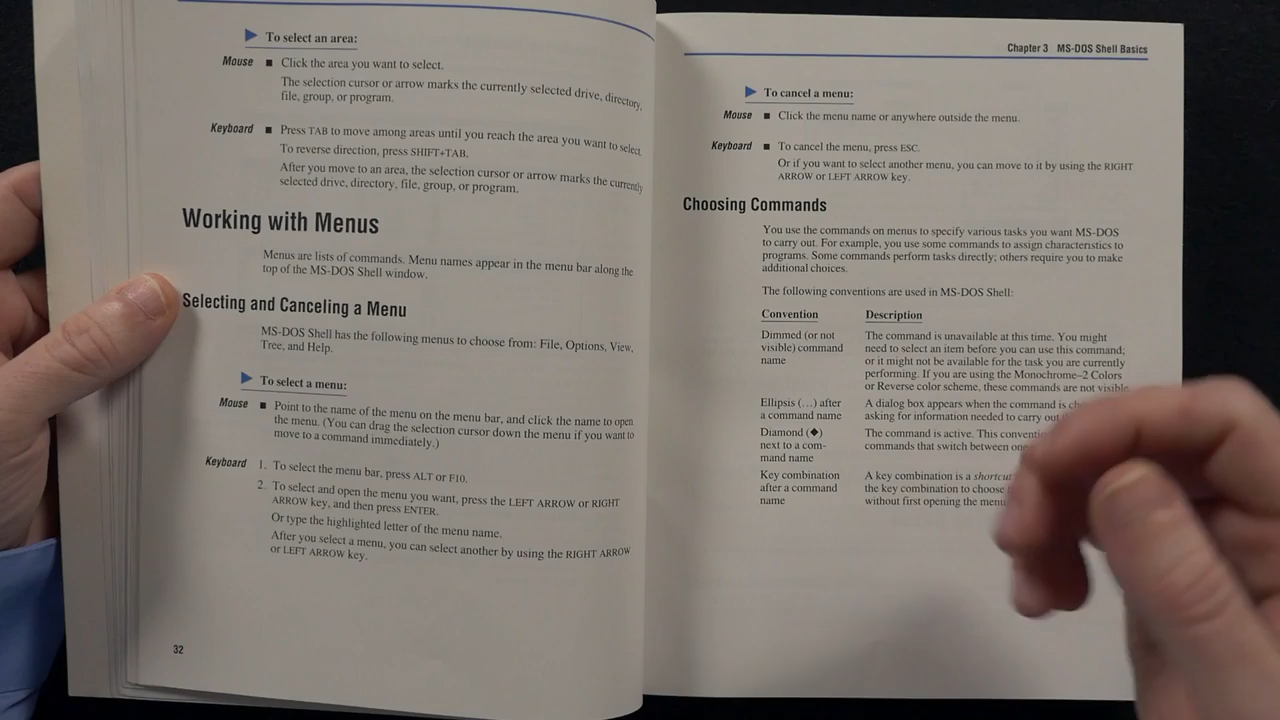 ▶ To select an area:
Mouse ■ Click the area you want to select.
The selection cursor or arrow marks the currently selected drive, directory,
file, group, or program.
Keyboard ■ Press TAB to move among areas until you reach the area you want to select.
To reverse direction, press SHIFT+TAB.
After you move to an area, the selection cursor or arrow marks the currently
selected drive, directory, file, group, or program.
Working with Menus
Menus are lists of commands. Menu names appear in the menu bar along the
top of the MS-DOS Shell window.
Selecting and Canceling a Menu
MS-DOS Shell has the following menus to choose from: File, Options, View,
Tree, and Help.
▶ To select a menu:
Mouse ■ Point to the name of the menu on the menu bar, and click the name to open
the menu. (You can drag the selection cursor down the menu if you want to
move to a command immediately.)
Keyboard 1. To select the menu bar, press ALT or F10.
2. To select and open the menu you want, press the LEFT ARROW or RIGHT
ARROW key, and then press ENTER.
Or type the highlighted letter of the menu name.
After you select a menu, you can select another by using the RIGHT ARROW
or LEFT ARROW key.
32
Chapter 3 MS-DOS Shell Basics
▶ To cancel a menu:
Mouse ■ Click the menu name or anywhere outside the menu.
Keyboard ■ To cancel the menu, press ESC.
Or if you want to select another menu, you can move to it by using the RIGHT
ARROW or LEFT ARROW key.
Choosing Commands
You use the commands on menus to specify various tasks you want MS-DOS
to carry out. For example, you use some commands to assign characteristics to
programs. Some commands perform tasks directly; others require you to make
additional choices.
The following conventions are used in MS-DOS Shell:
Convention Description
Dimmed (or not The command is unavailable at this time. You might
visible) command need to select an item before you can use this command;
name or it might not be available for the task you are currently
performing. If you are using the Monochrome–2 Colors
or Reverse color scheme, these commands are not visible.
Ellipsis (...) after A dialog box appears when the command is
a command name asking for information needed to carry out
Diamond (◆) The command is active. This
next to a com- commands that switch between
mand name
Key combination A key combination is a shortcut
after a command the key combination to choose
name without first opening the menu